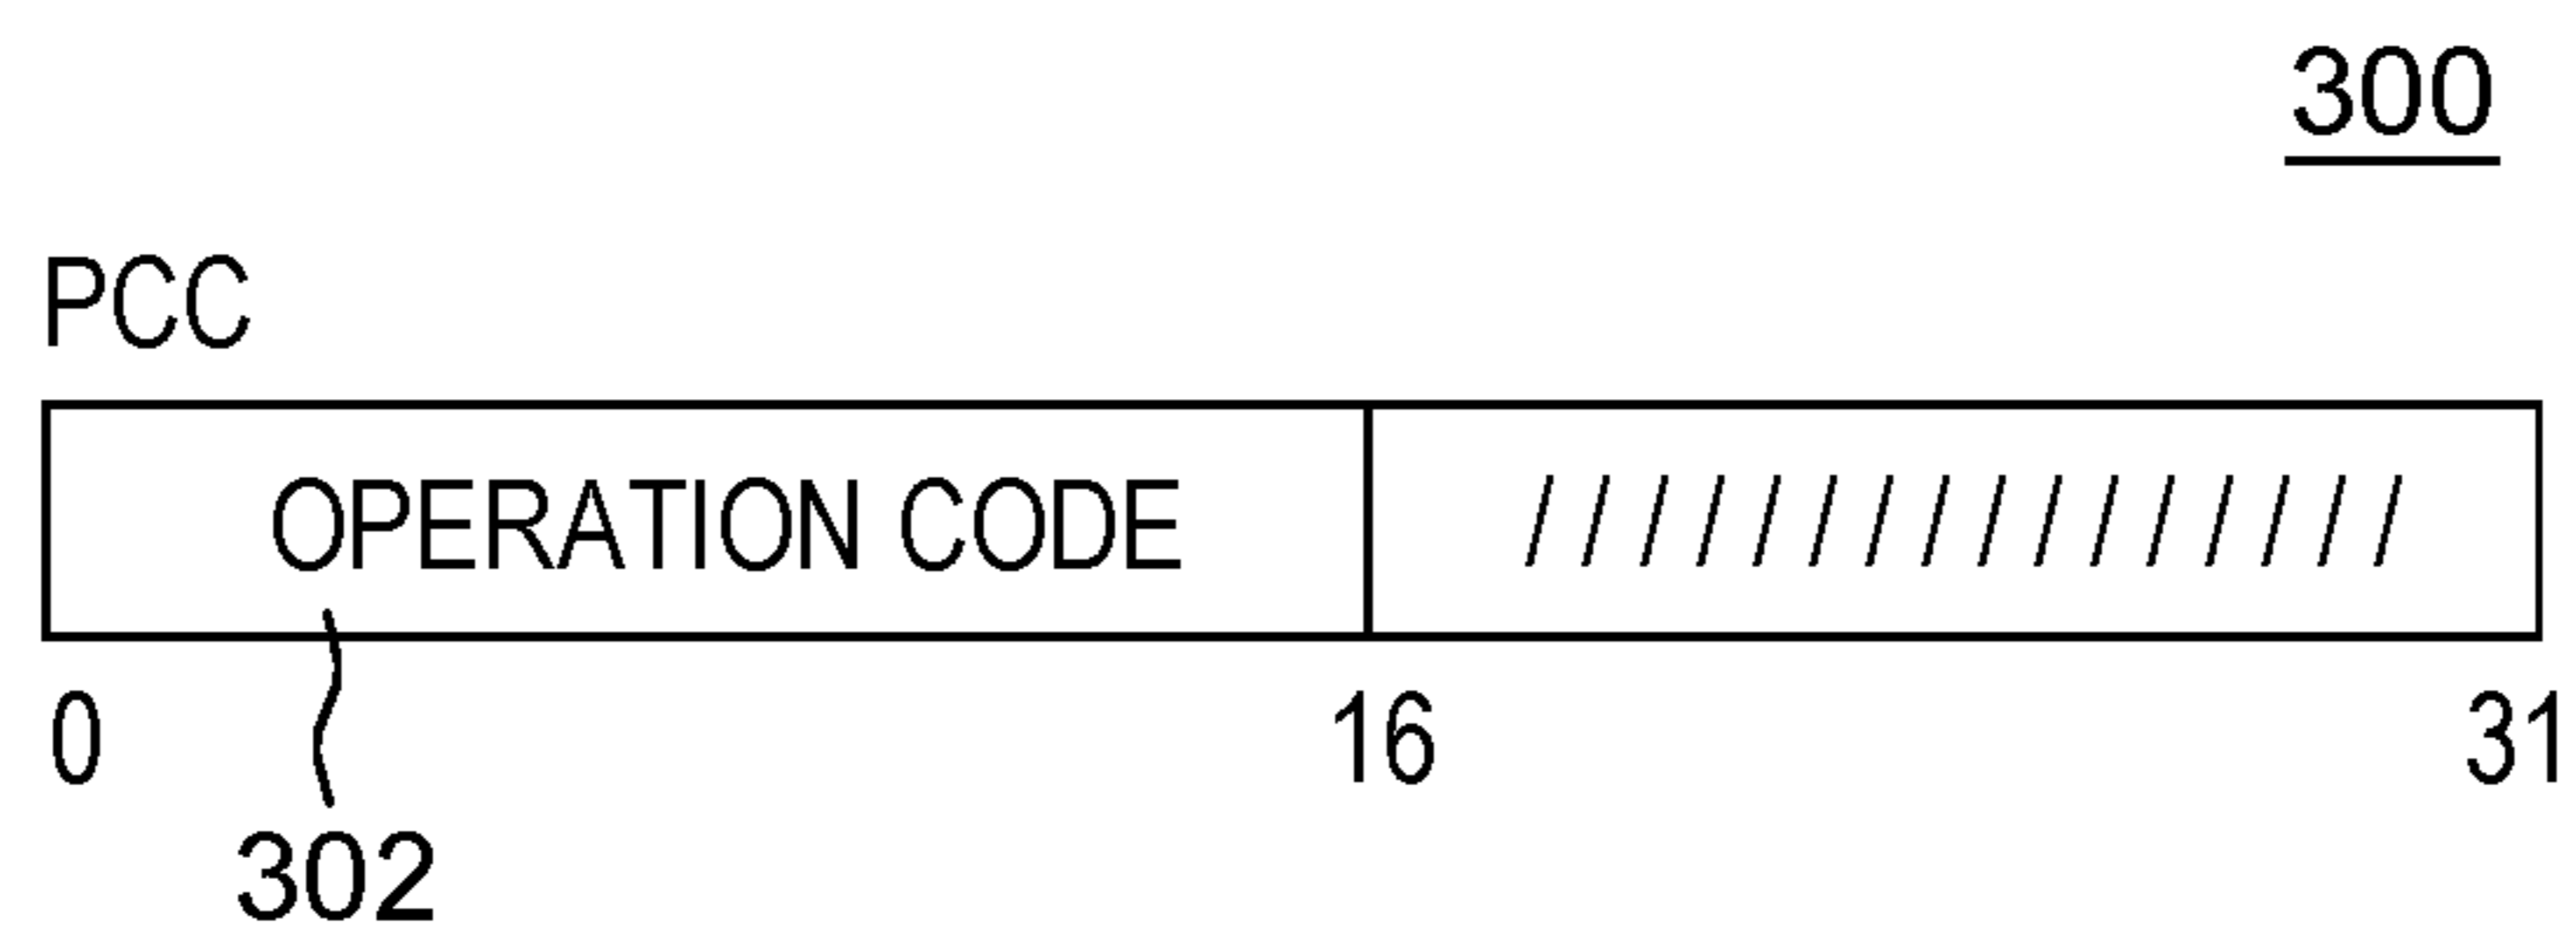 300
PCC
OPERATION CODE / / / / / / / / / / / / / / / /
0 16 31
302